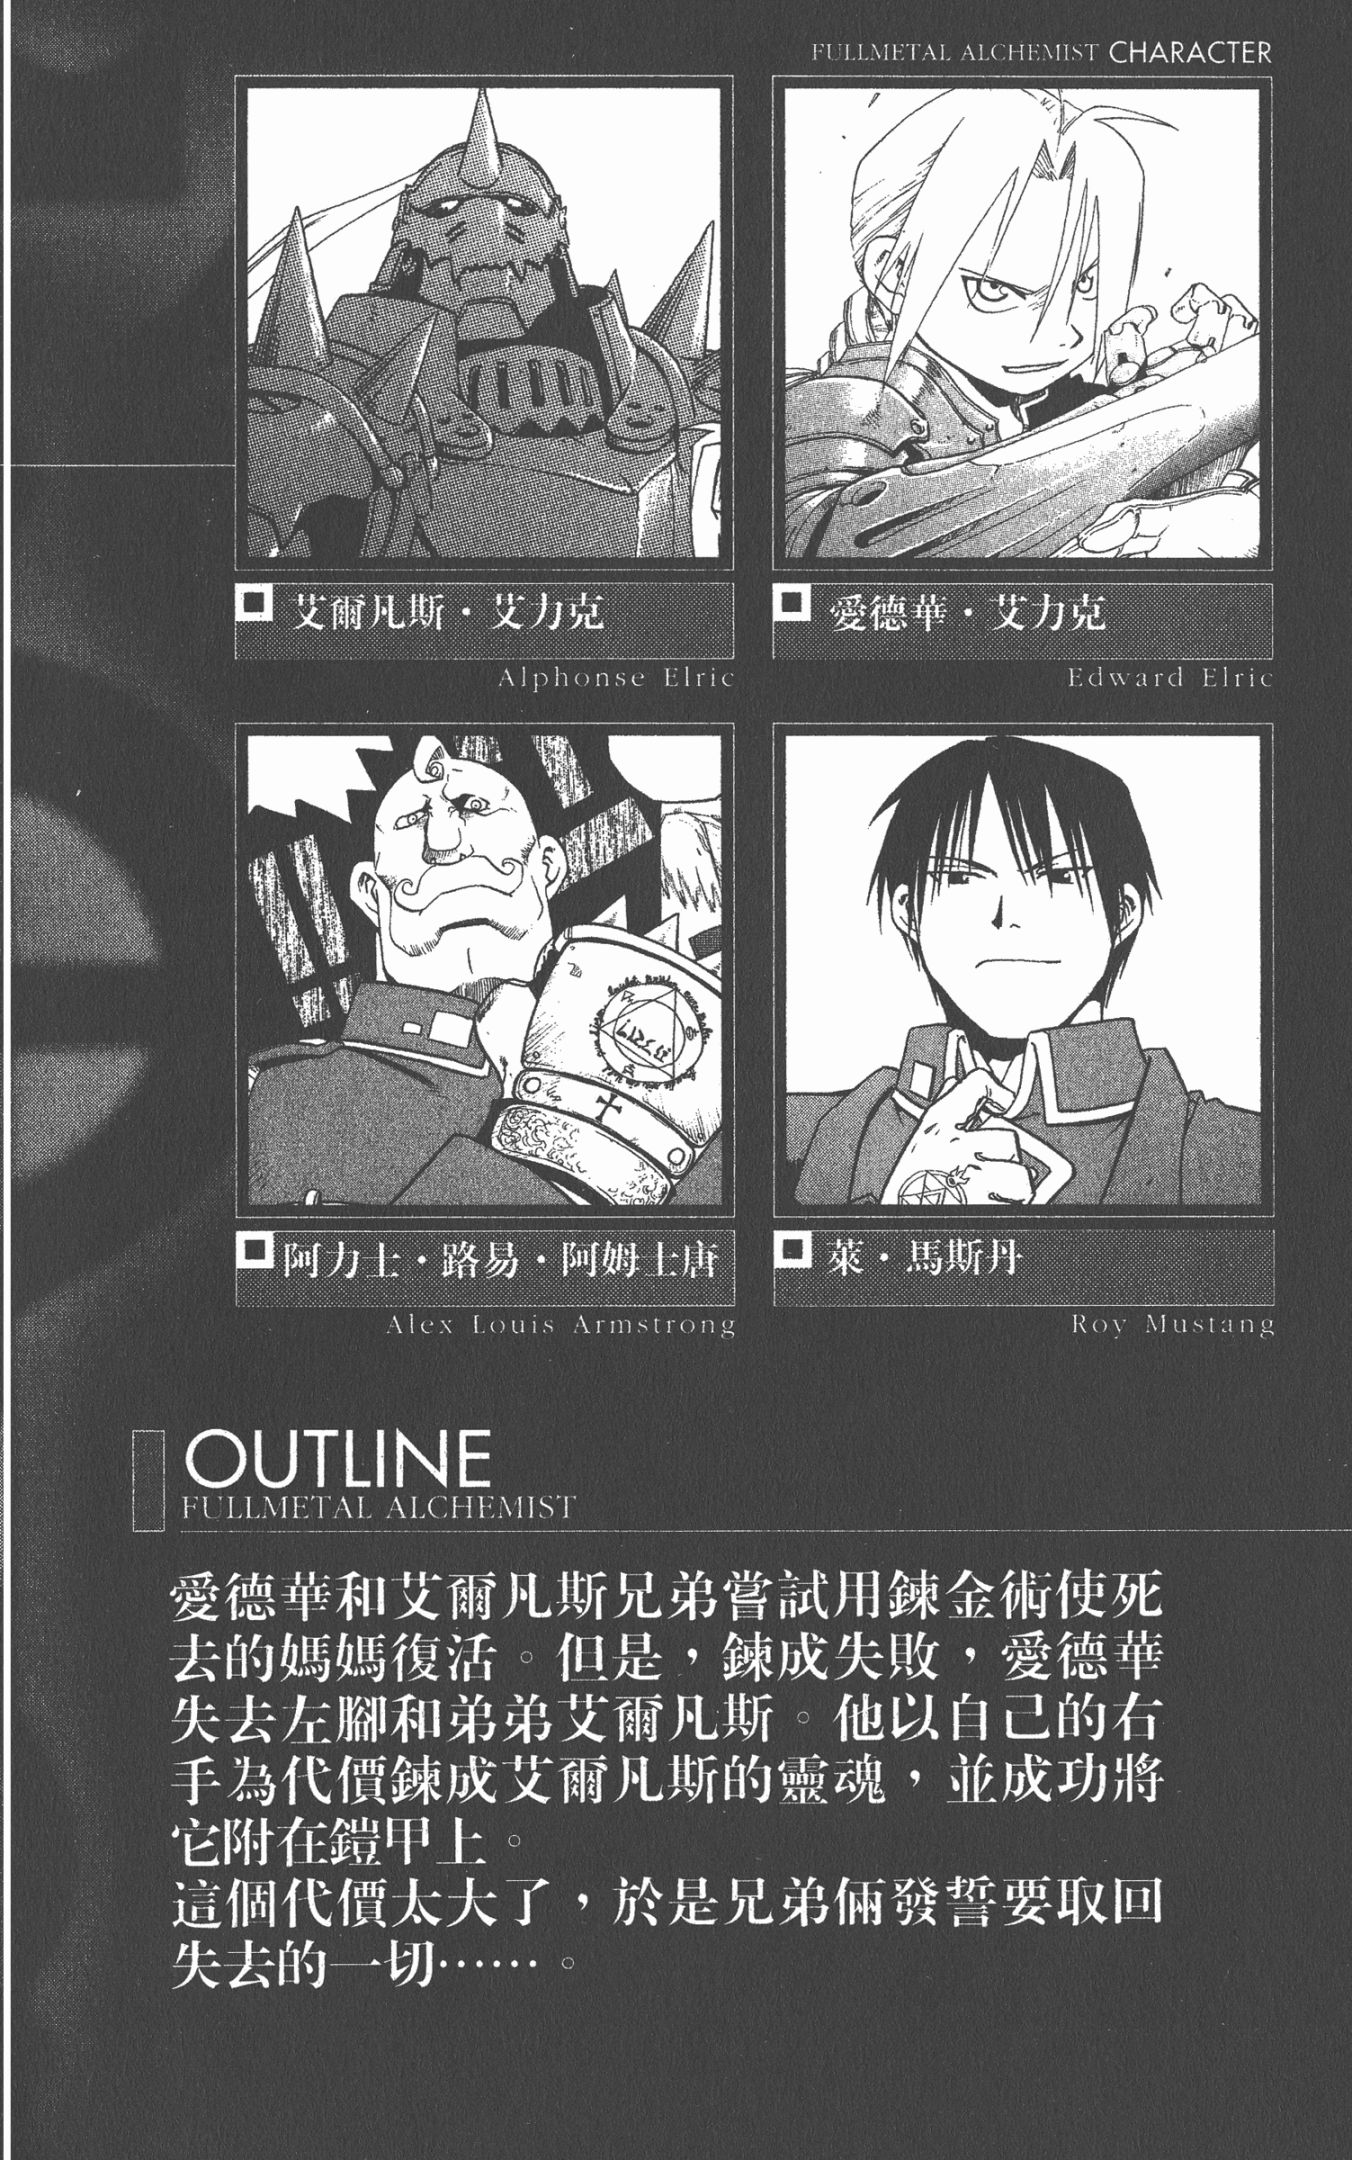 FULLMETAL ALCHEMIST CHARACTER
愛德華・艾力克
Edward Elric
艾爾凡斯・艾力克
Alphonse Elric
萊・馬斯丹
Roy Mustang
阿力士・路易・阿姆士唐
Alex Louis Armstrong
OUTLINE
FULLMETAL ALCHEMIST
愛德華和艾爾凡斯兄弟嘗試用鍊金術使死
去的媽媽復活。但是，鍊成失敗，愛德華
失去左腳和弟弟艾爾凡斯。他以自己的右
手為代價鍊成艾爾凡斯的靈魂，並成功將
它附在鎧甲上。
這個代價太大了，於是兄弟倆發誓要取回
失去的一切……。